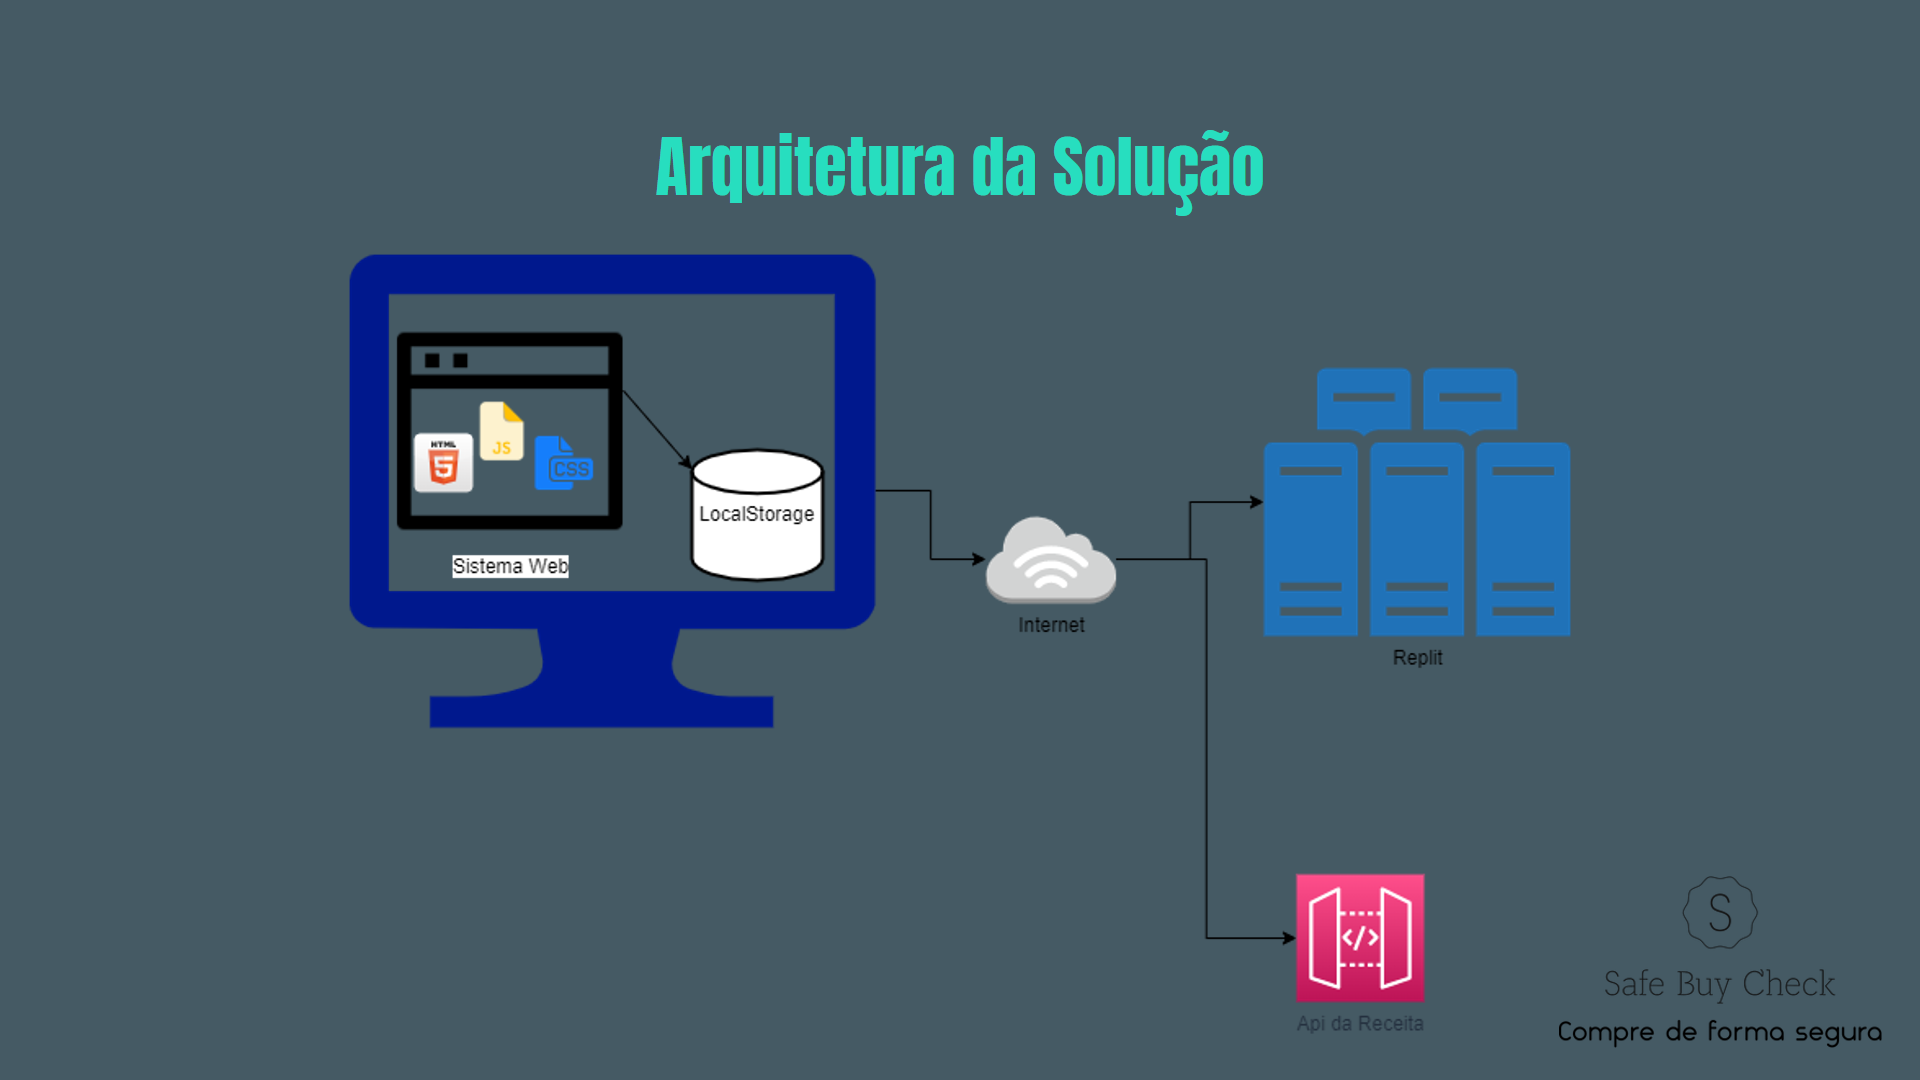 Arquitetura da Solução
HTML
5
JS
CSS
LocalStorage
Sistema Web
Internet
Replit
</>
Api da Receita
S
Safe Buy Check
Compre de forma segura